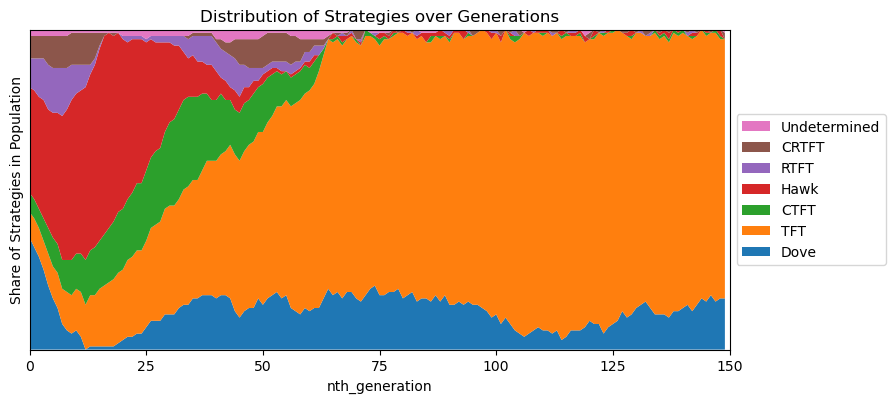 Distribution of Strategies over Generations
Share of Strategies in Population
Undetermined
CRTFT
RTFT
Hawk
CTFT
TFT
Dove
0 25 50 75 100 125 150
nth_generation